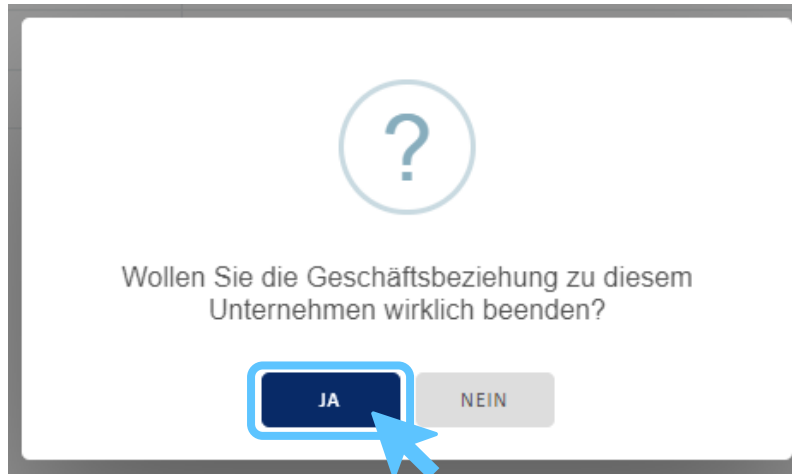 ?
Wollen Sie die Geschäftsbeziehung zu diesem
Unternehmen wirklich beenden?
JA NEIN